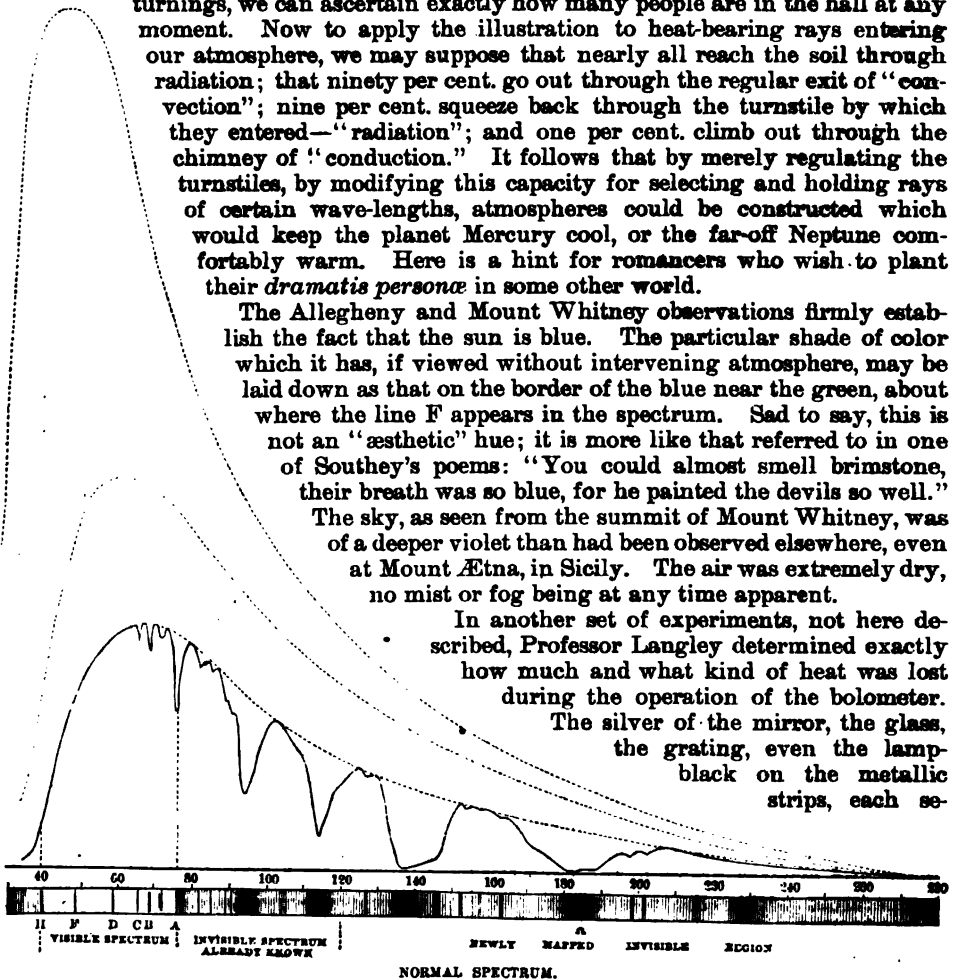 turnings, we can ascertain exactly how many people are in the hall at any
moment. Now to apply the illustration to heat-bearing rays entering
our atmosphere, we may suppose that nearly all reach the soil through
radiation; that ninety per cent. go out through the regular exit of "con-
vection"; nine per cent. squeeze back through the turnstile by which
they entered—"radiation"; and one per cent. climb out through the
chimney of "conduction." It follows that by merely regulating the
turnstiles, by modifying this capacity for selecting and holding rays
of certain wave-lengths, atmospheres could be constructed which
would keep the planet Mercury cool, or the far-off Neptune com-
fortably warm. Here is a hint for romancers who wish to plant
their dramatis personæ in some other world.
The Allegheny and Mount Whitney observations firmly estab-
lish the fact that the sun is blue. The particular shade of color
which it has, if viewed without intervening atmosphere, may be
laid down as that on the border of the blue near the green, about
where the line F appears in the spectrum. Sad to say, this is
not an "æsthetic" hue; it is more like that referred to in one
of Southey's poems: "You could almost smell brimstone,
their breath was so blue, for he painted the devils so well."
The sky, as seen from the summit of Mount Whitney, was
of a deeper violet than had been observed elsewhere, even
at Mount Ætna, in Sicily. The air was extremely dry,
no mist or fog being at any time apparent.
In another set of experiments, not here de-
scribed, Professor Langley determined exactly
how much and what kind of heat was lost
during the operation of the bolometer.
The silver of the mirror, the glass,
the grating, even the lamp-
black on the metallic
strips, each se-
40 60 80 100 120 140 160 180 200 220 240 260 280
H F D C B A
VISIBLE SPECTRUM INVISIBLE SPECTRUM NEWLY MAPPED INVISIBLE REGION
ALREADY KNOWN
NORMAL SPECTRUM.